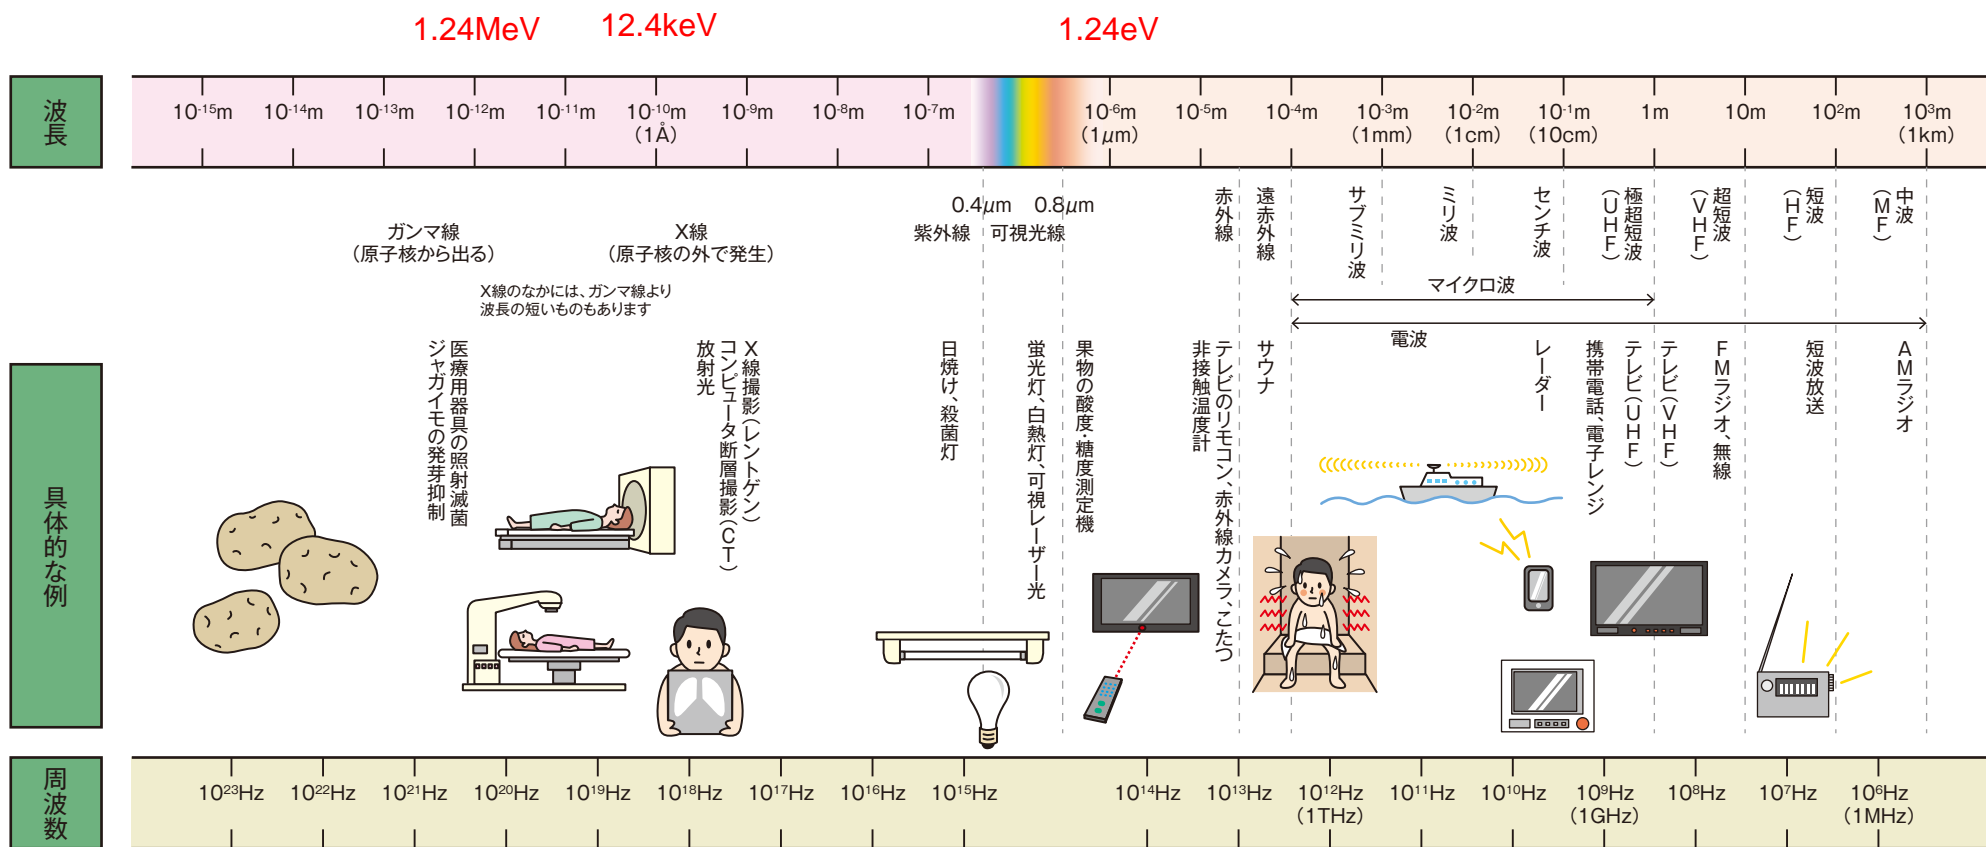 1.24MeV 12.4keV 1.24eV
波長
10⁻¹⁵m 10⁻¹⁴m 10⁻¹³m 10⁻¹²m 10⁻¹¹m 10⁻¹⁰m 10⁻⁹m 10⁻⁸m 10⁻⁷m 10⁻⁶m 10⁻⁵m 10⁻⁴m 10⁻³m 10⁻²m 10⁻¹m 1m 10m 10²m 10³m
(1Å) (1μm) (1mm) (1cm) (10cm) (1km)
0.4μm 0.8μm
ガンマ線
(原子核から出る)
X線
(原子核の外で発生)
X線のなかには、ガンマ線より
波長の短いものもあります
紫外線
可視光線
赤外線
遠赤外線
サブミリ波
ミリ波
センチ波
極超短波
(UHF)
超短波
(VHF)
短波
(HF)
中波
(MF)
マイクロ波
電波
具体的な例
医療用器具の照射滅菌
ジャガイモの発芽抑制
X線撮影(レントゲン)
コンピュータ断層撮影(CT)
放射光
日焼け、殺菌灯
蛍光灯、白熱灯、可視レーザー光
果物の酸度・糖度測定機
テレビのリモコン、赤外線カメラ、こたつ
非接触温度計
サウナ
レーダー
携帯電話、電子レンジ
テレビ(UHF)
テレビ(VHF)
FMラジオ、無線
短波放送
AMラジオ
周波数
10²³Hz 10²²Hz 10²¹Hz 10²⁰Hz 10¹⁹Hz 10¹⁸Hz 10¹⁷Hz 10¹⁶Hz 10¹⁵Hz 10¹⁴Hz 10¹³Hz 10¹²Hz 10¹¹Hz 10¹⁰Hz 10⁹Hz 10⁸Hz 10⁷Hz 10⁶Hz
(1THz) (1GHz) (1MHz)